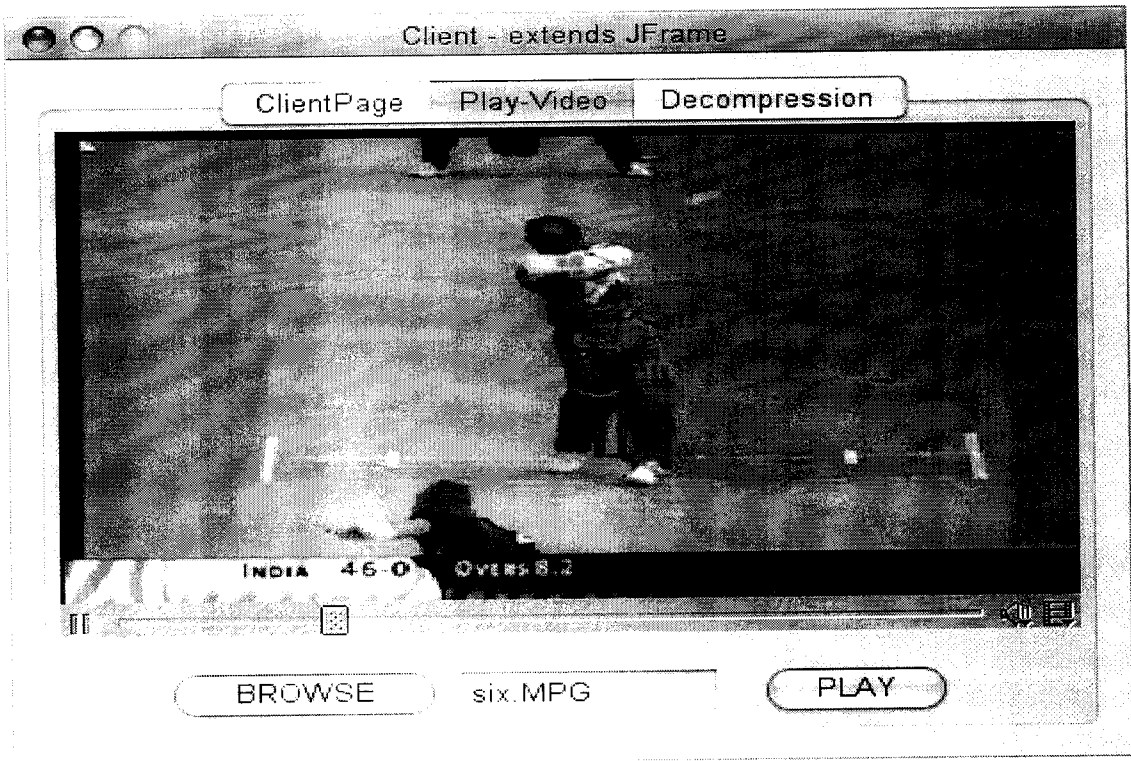 Client - extends JFrame
ClientPage Play-Video Decompression
INDIA 46-0 OVERS 8.2
BROWSE six.MPG PLAY